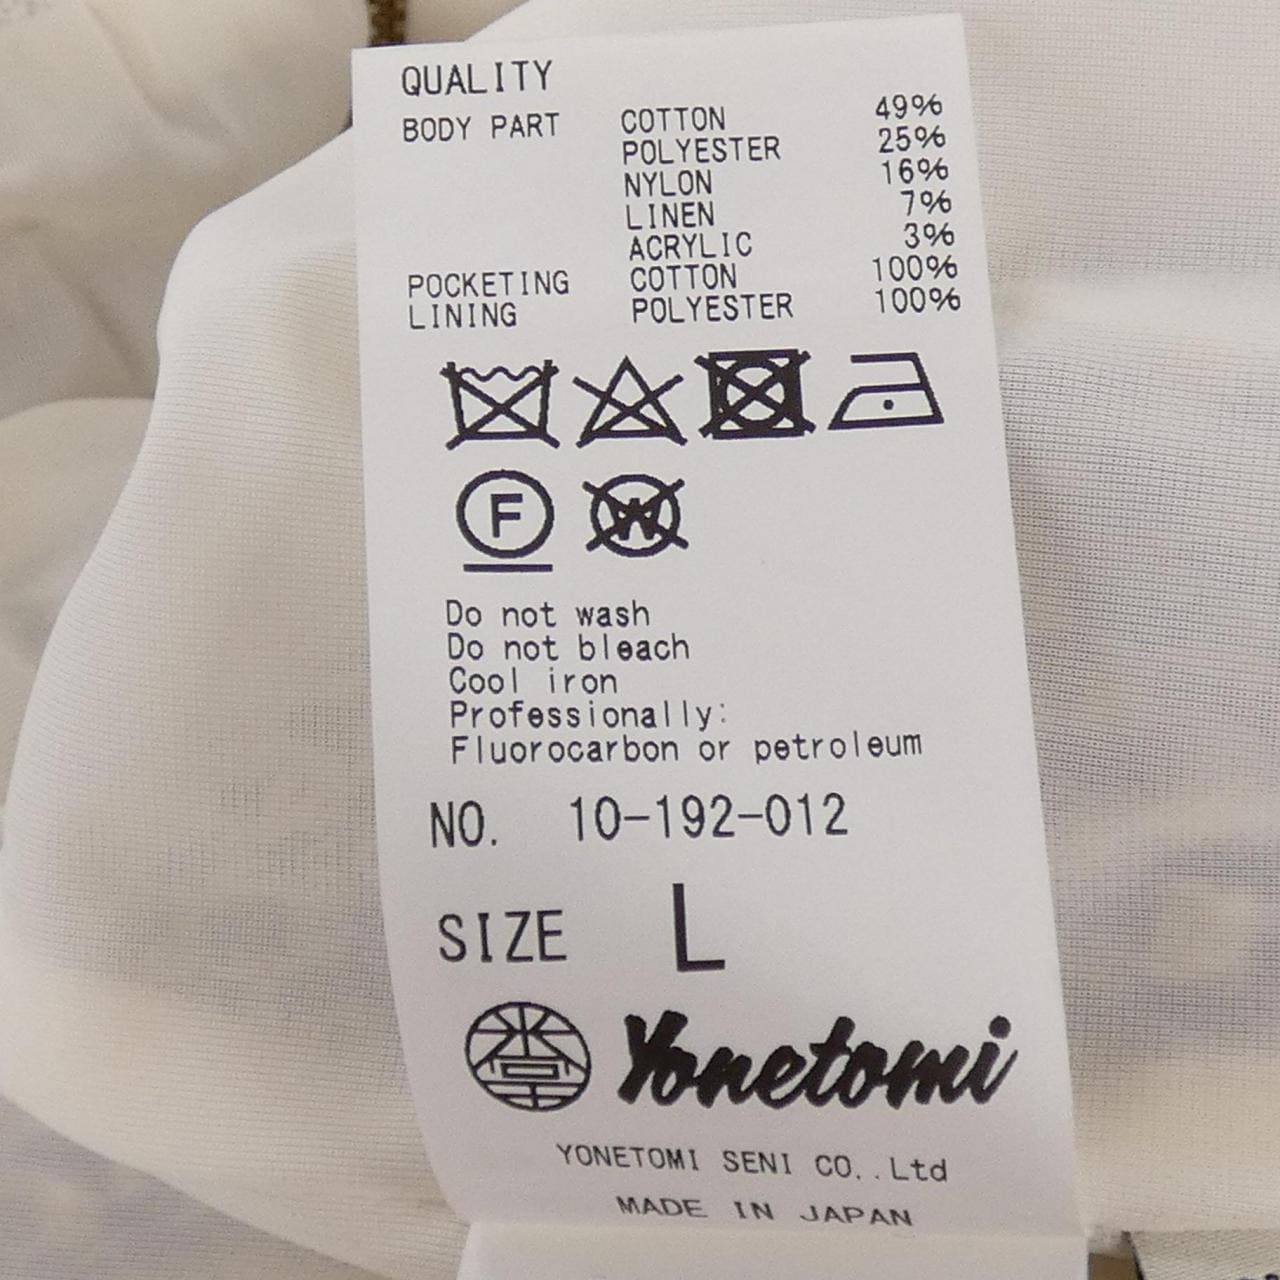 QUALITY
BODY PART COTTON 49%
POLYESTER 25%
NYLON 16%
LINEN 7%
ACRYLIC 3%
POCKETING COTTON 100%
LINING POLYESTER 100%
F W
Do not wash
Do not bleach
Cool iron
Professionally:
Fluorocarbon or petroleum
NO. 10-192-012
SIZE L
Yonetomi
YONETOMI SENI CO,.Ltd
MADE IN JAPAN